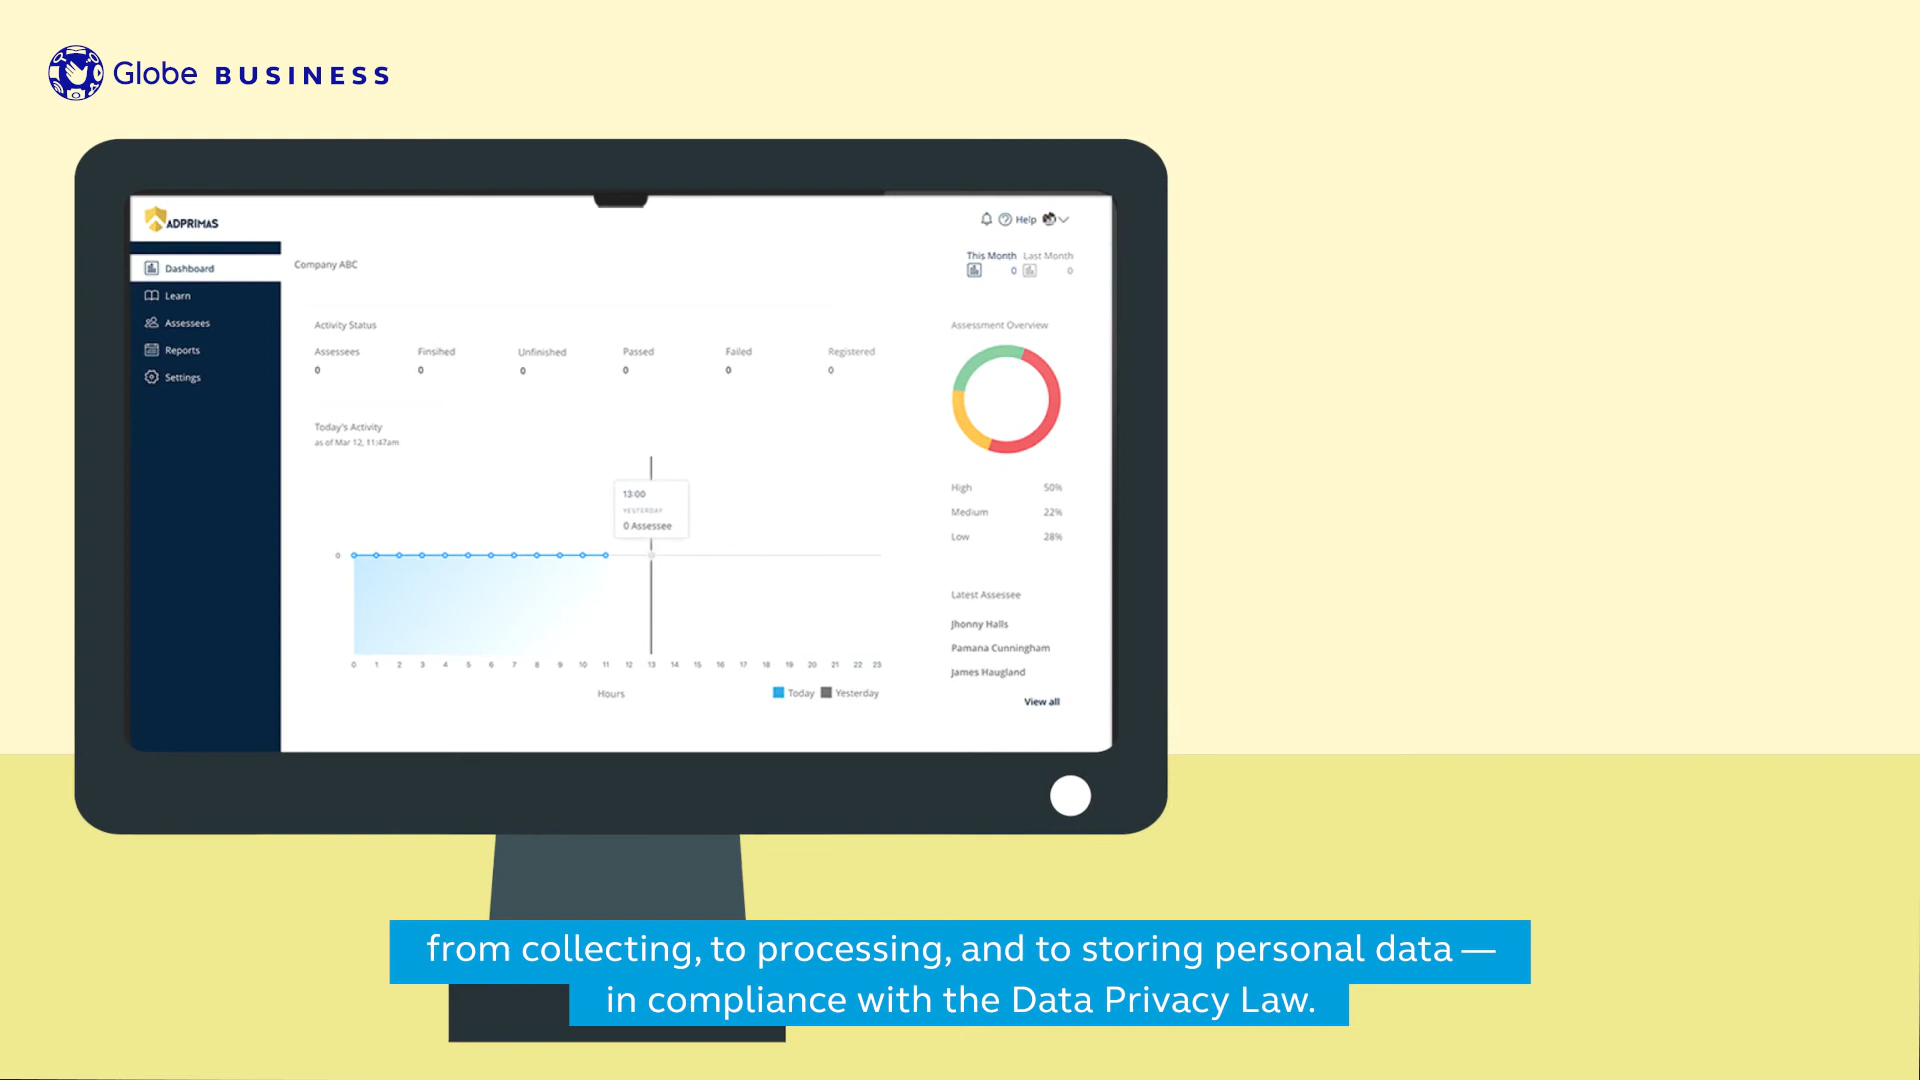 Globe BUSINESS
ADPRIMAS
Help
Dashboard
Learn
Assessees
Reports
Settings
Company ABC
This Month Last Month
0 0
Activity Status
Assessees Finsihed Unfinished Passed Failed Registered
0 0 0 0 0 0
Today's Activity
as of Mar 12, 11:47am
13:00
YESTERDAY
0 Assessee
0
0 1 2 3 4 5 6 7 8 9 10 11 12 13 14 15 16 17 18 19 20 21 22 23
Hours
Today Yesterday
Assessment Overview
High 50%
Medium 22%
Low 28%
Latest Assessee
Jhonny Halls
Pamana Cunningham
James Haugland
View all
from collecting, to processing, and to storing personal data —
in compliance with the Data Privacy Law.